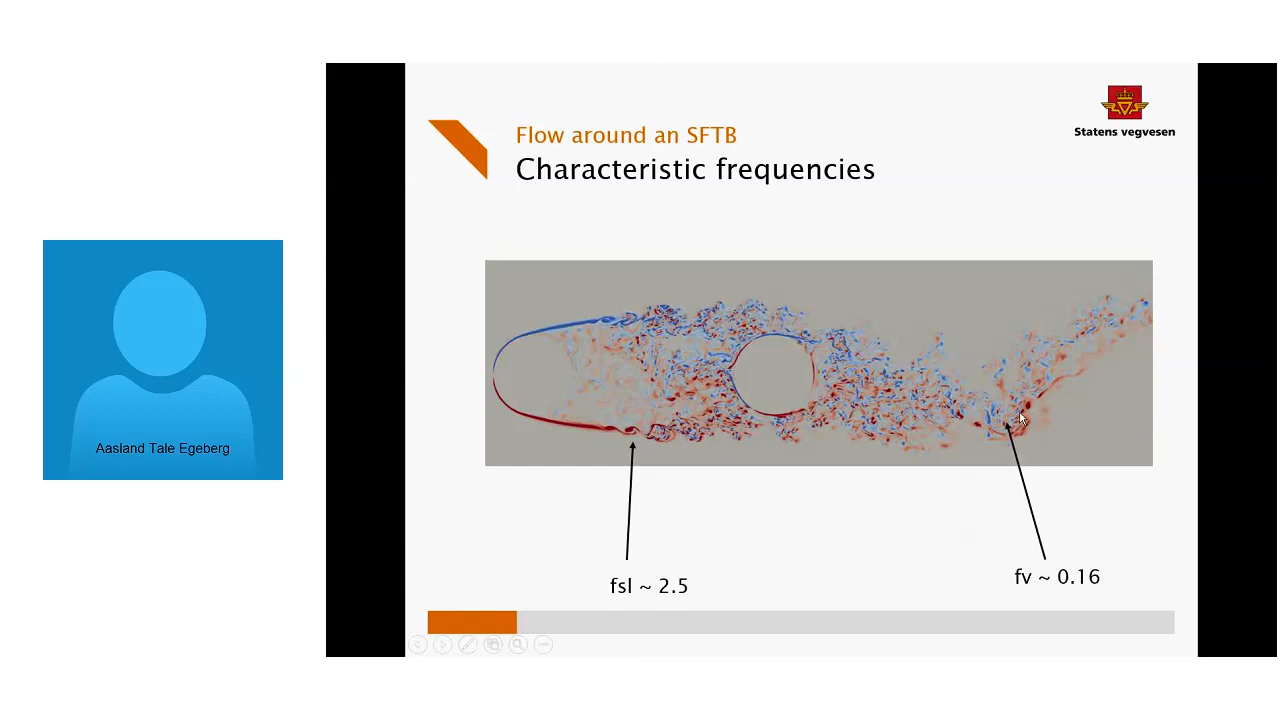 Aasland Tale Egeberg
Statens vegvesen
Flow around an SFTB
Characteristic frequencies
fsl ~ 2.5
fv ~ 0.16